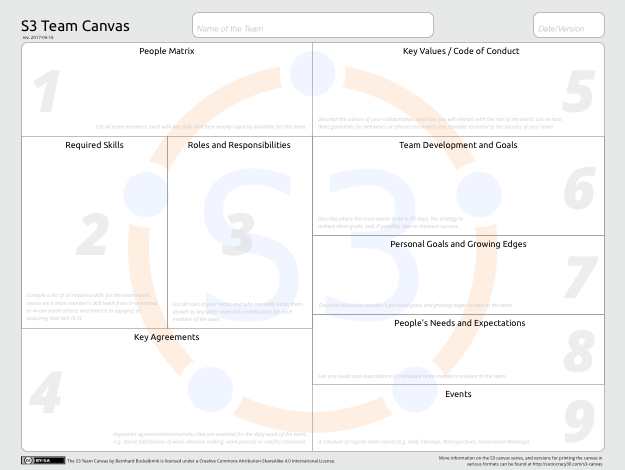 S3 Team Canvas
rev. 2017-05-15
Name of the Team
Date/Version
People Matrix
1
List all team members, each with key skills and their weekly capacity available for this team.
Key Values / Code of Conduct
5
Describe the culture of your collaboration, and how you will interact with the rest of the world. List at least
three guidelines for behaviors or ethical constraints you consider essential to the success of your team.
Required Skills
2
Compile a list of all required skills for the team's work,
assess each team member's skill levels from
to 4=can teach others) and interest in applying or
acquiring that skill (0-3).
Roles and Responsibilities
3
List all roles in your team, and who currently holds them,
as well as any other expected contributions for each
member of the team.
S3
Team Development and Goals
6
Describe where the team wants to be in 90 days, the strategy to
achieve these goals, and, if possible, how to measure success.
Personal Goals and Growing Edges
7
Describe individual member's personal goals and growing edges relevant to the team.
People's Needs and Expectations
8
List key needs and expectations of individual team members relevant to the team.
Key Agreements
4
Important agreements/norms/rules that are essential for the daily work of the team,
e.g. about distribution of work, decision making, work process or conflict resolution.
Events
9
A schedule of regular team events (e.g. Daily Standup, Retrospectives, Governance Meetings).
BY-SA
The S3 Team Canvas by Bernhard Bockelbrink is licensed under a Creative Commons Attribution-ShareAlike 4.0 International License.
More information on the S3 canvas series, and versions for printing the canvas in
various formats can be found at http://sociocracy30.com/s3-canvas